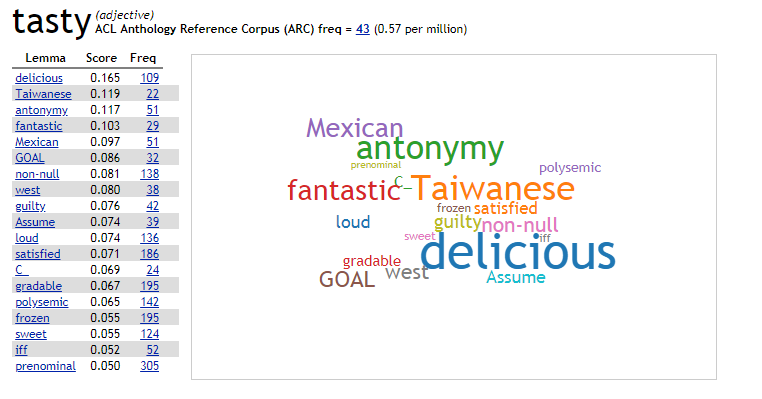 tasty (adjective)
ACL Anthology Reference Corpus (ARC) freq = 43 (0.57 per million)
Lemma Score Freq
delicious 0.165 109
Taiwanese 0.119 22
antonymy 0.117 51
fantastic 0.103 29
Mexican 0.097 51
GOAL 0.086 32
non-null 0.081 138
west 0.080 38
guilty 0.076 42
Assume 0.074 39
loud 0.074 136
satisfied 0.071 186
C_ 0.069 24
gradable 0.067 195
polysemic 0.065 142
frozen 0.055 195
sweet 0.055 124
iff 0.052 52
prenominal 0.050 305
Mexican
antonymy
prenominal
polysemic
fantastic C_ Taiwanese
frozen satisfied
loud guilty non-null
sweet delicious iff
gradable
GOAL west Assume